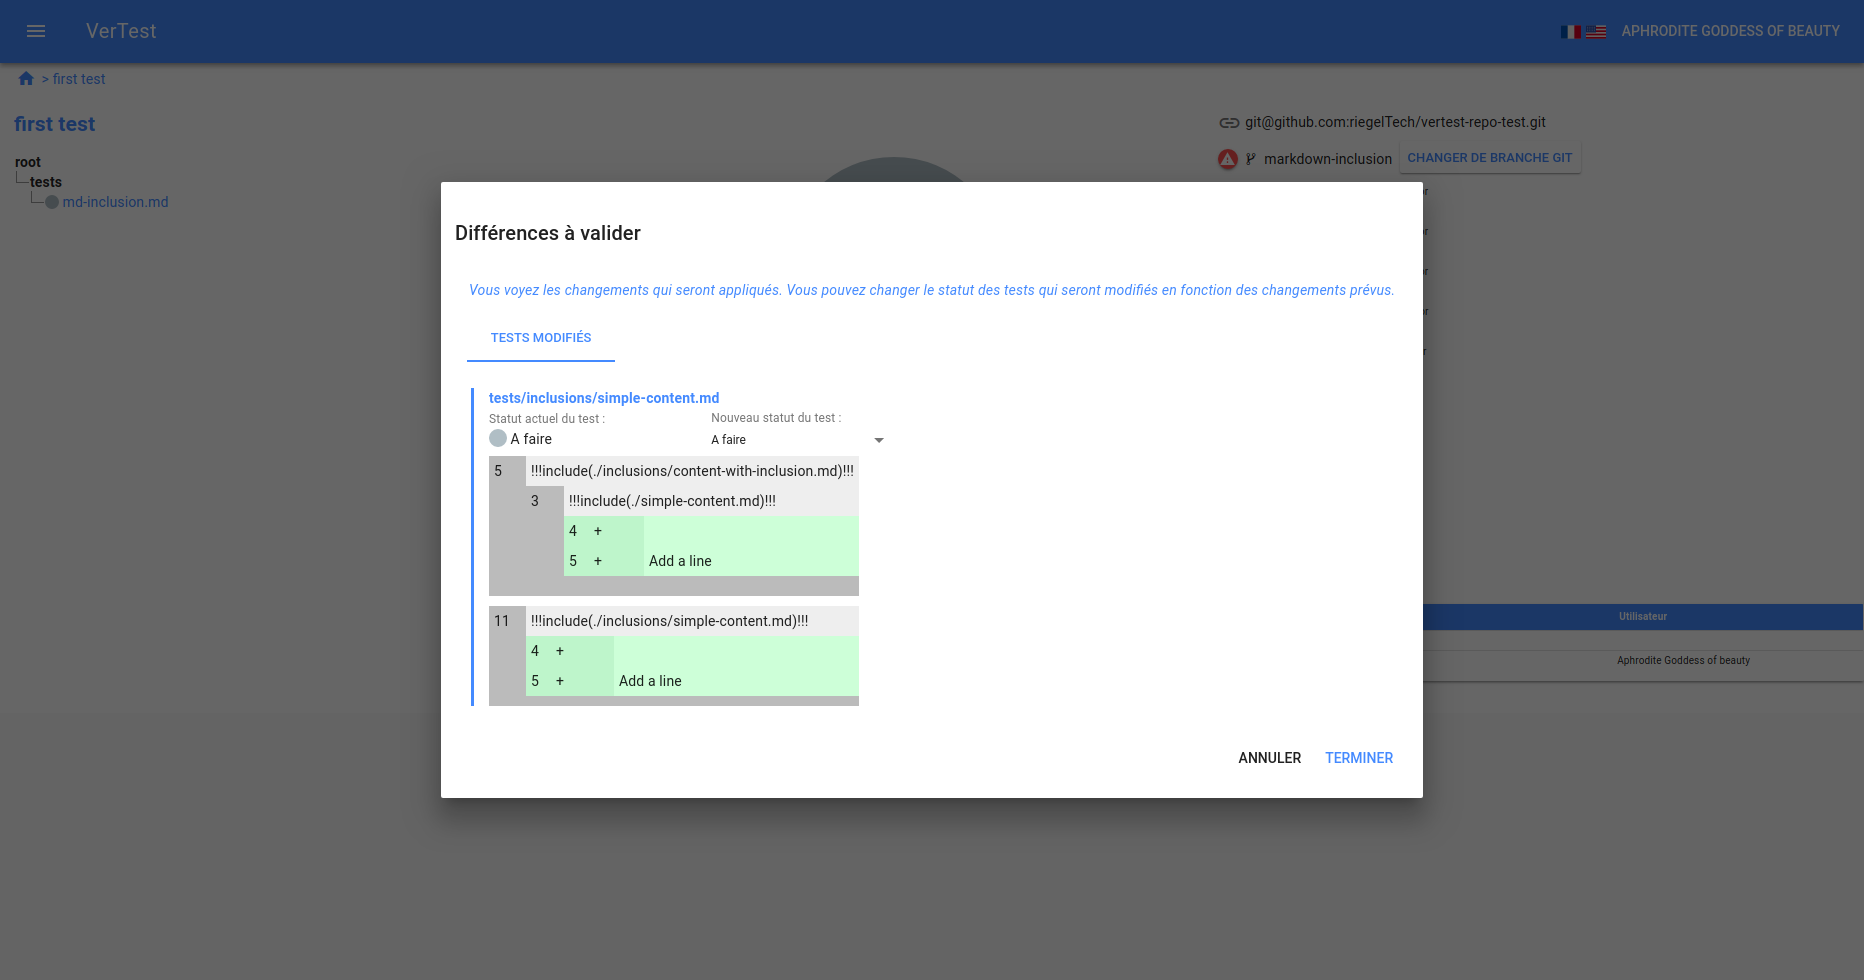 VerTest
APHRODITE GODDESS OF BEAUTY
> first test
first test
git@github.com:riegelTech/vertest-repo-test.git
root
markdown-inclusion CHANGER DE BRANCHE GIT
tests
md-inclusion.md
Différences à valider
Vous voyez les changements qui seront appliqués. Vous pouvez changer le statut des tests qui seront modifiés en fonction des changements prévus.
TESTS MODIFIÉS
tests/inclusions/simple-content.md
Statut actuel du test : Nouveau statut du test :
A faire A faire
5 !!!include(./inclusions/content-with-inclusion.md)!!!
3 !!!include(./simple-content.md)!!!
4 +
5 + Add a line
11 !!!include(./inclusions/simple-content.md)!!!
4 +
5 + Add a line
Utilisateur
Aphrodite Goddess of beauty
ANNULER TERMINER